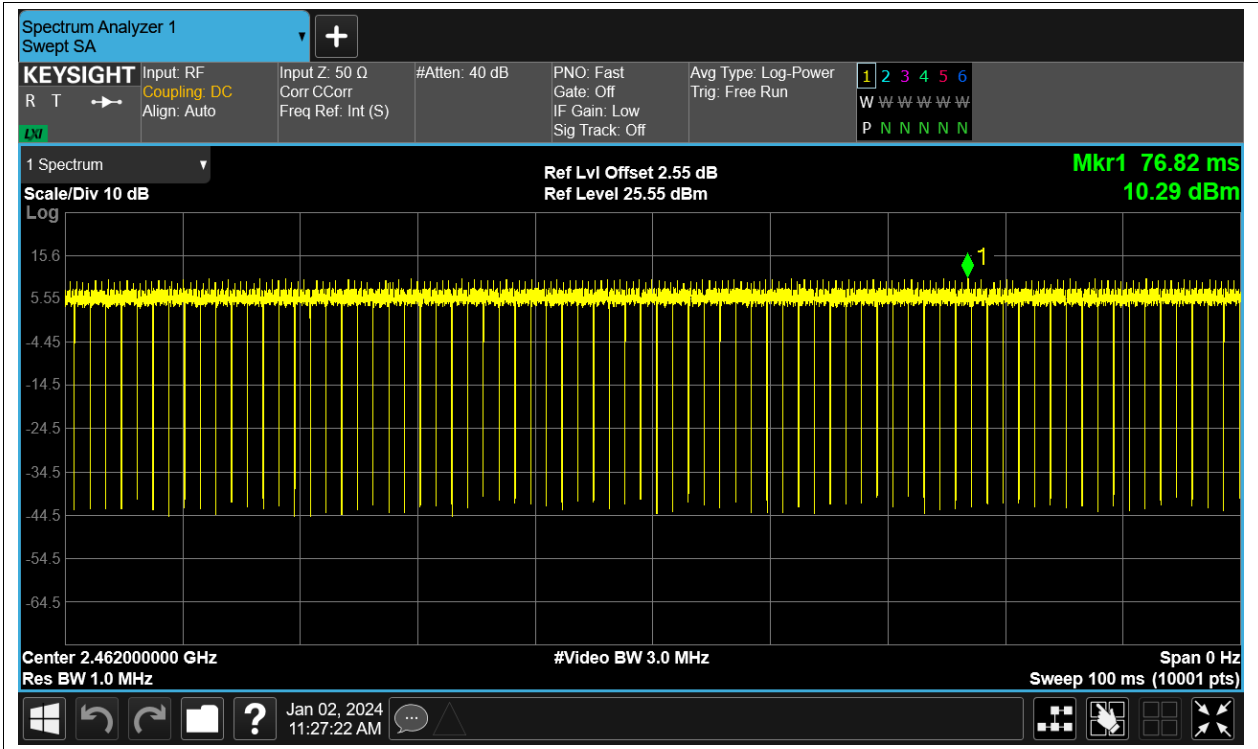 Spectrum Analyzer 1
Swept SA
KEYSIGHT
R T
LXI
Input: RF
Coupling: DC
Align: Auto
Input Z: 50 Ω
Corr CCorr
Freq Ref: Int (S)
#Atten: 40 dB
PNO: Fast
Gate: Off
IF Gain: Low
Sig Track: Off
Avg Type: Log-Power
Trig: Free Run
1 2 3 4 5 6
W W W W W W
P N N N N N
1 Spectrum
Scale/Div 10 dB
Ref Lvl Offset 2.55 dB
Ref Level 25.55 dBm
Mkr1 76.82 ms
10.29 dBm
Log
1
15.6
5.55
-4.45
-14.5
-24.5
-34.5
-44.5
-54.5
-64.5
Center 2.462000000 GHz
#Video BW 3.0 MHz
Span 0 Hz
Res BW 1.0 MHz
Sweep 100 ms (10001 pts)
?
Jan 02, 2024
11:27:22 AM